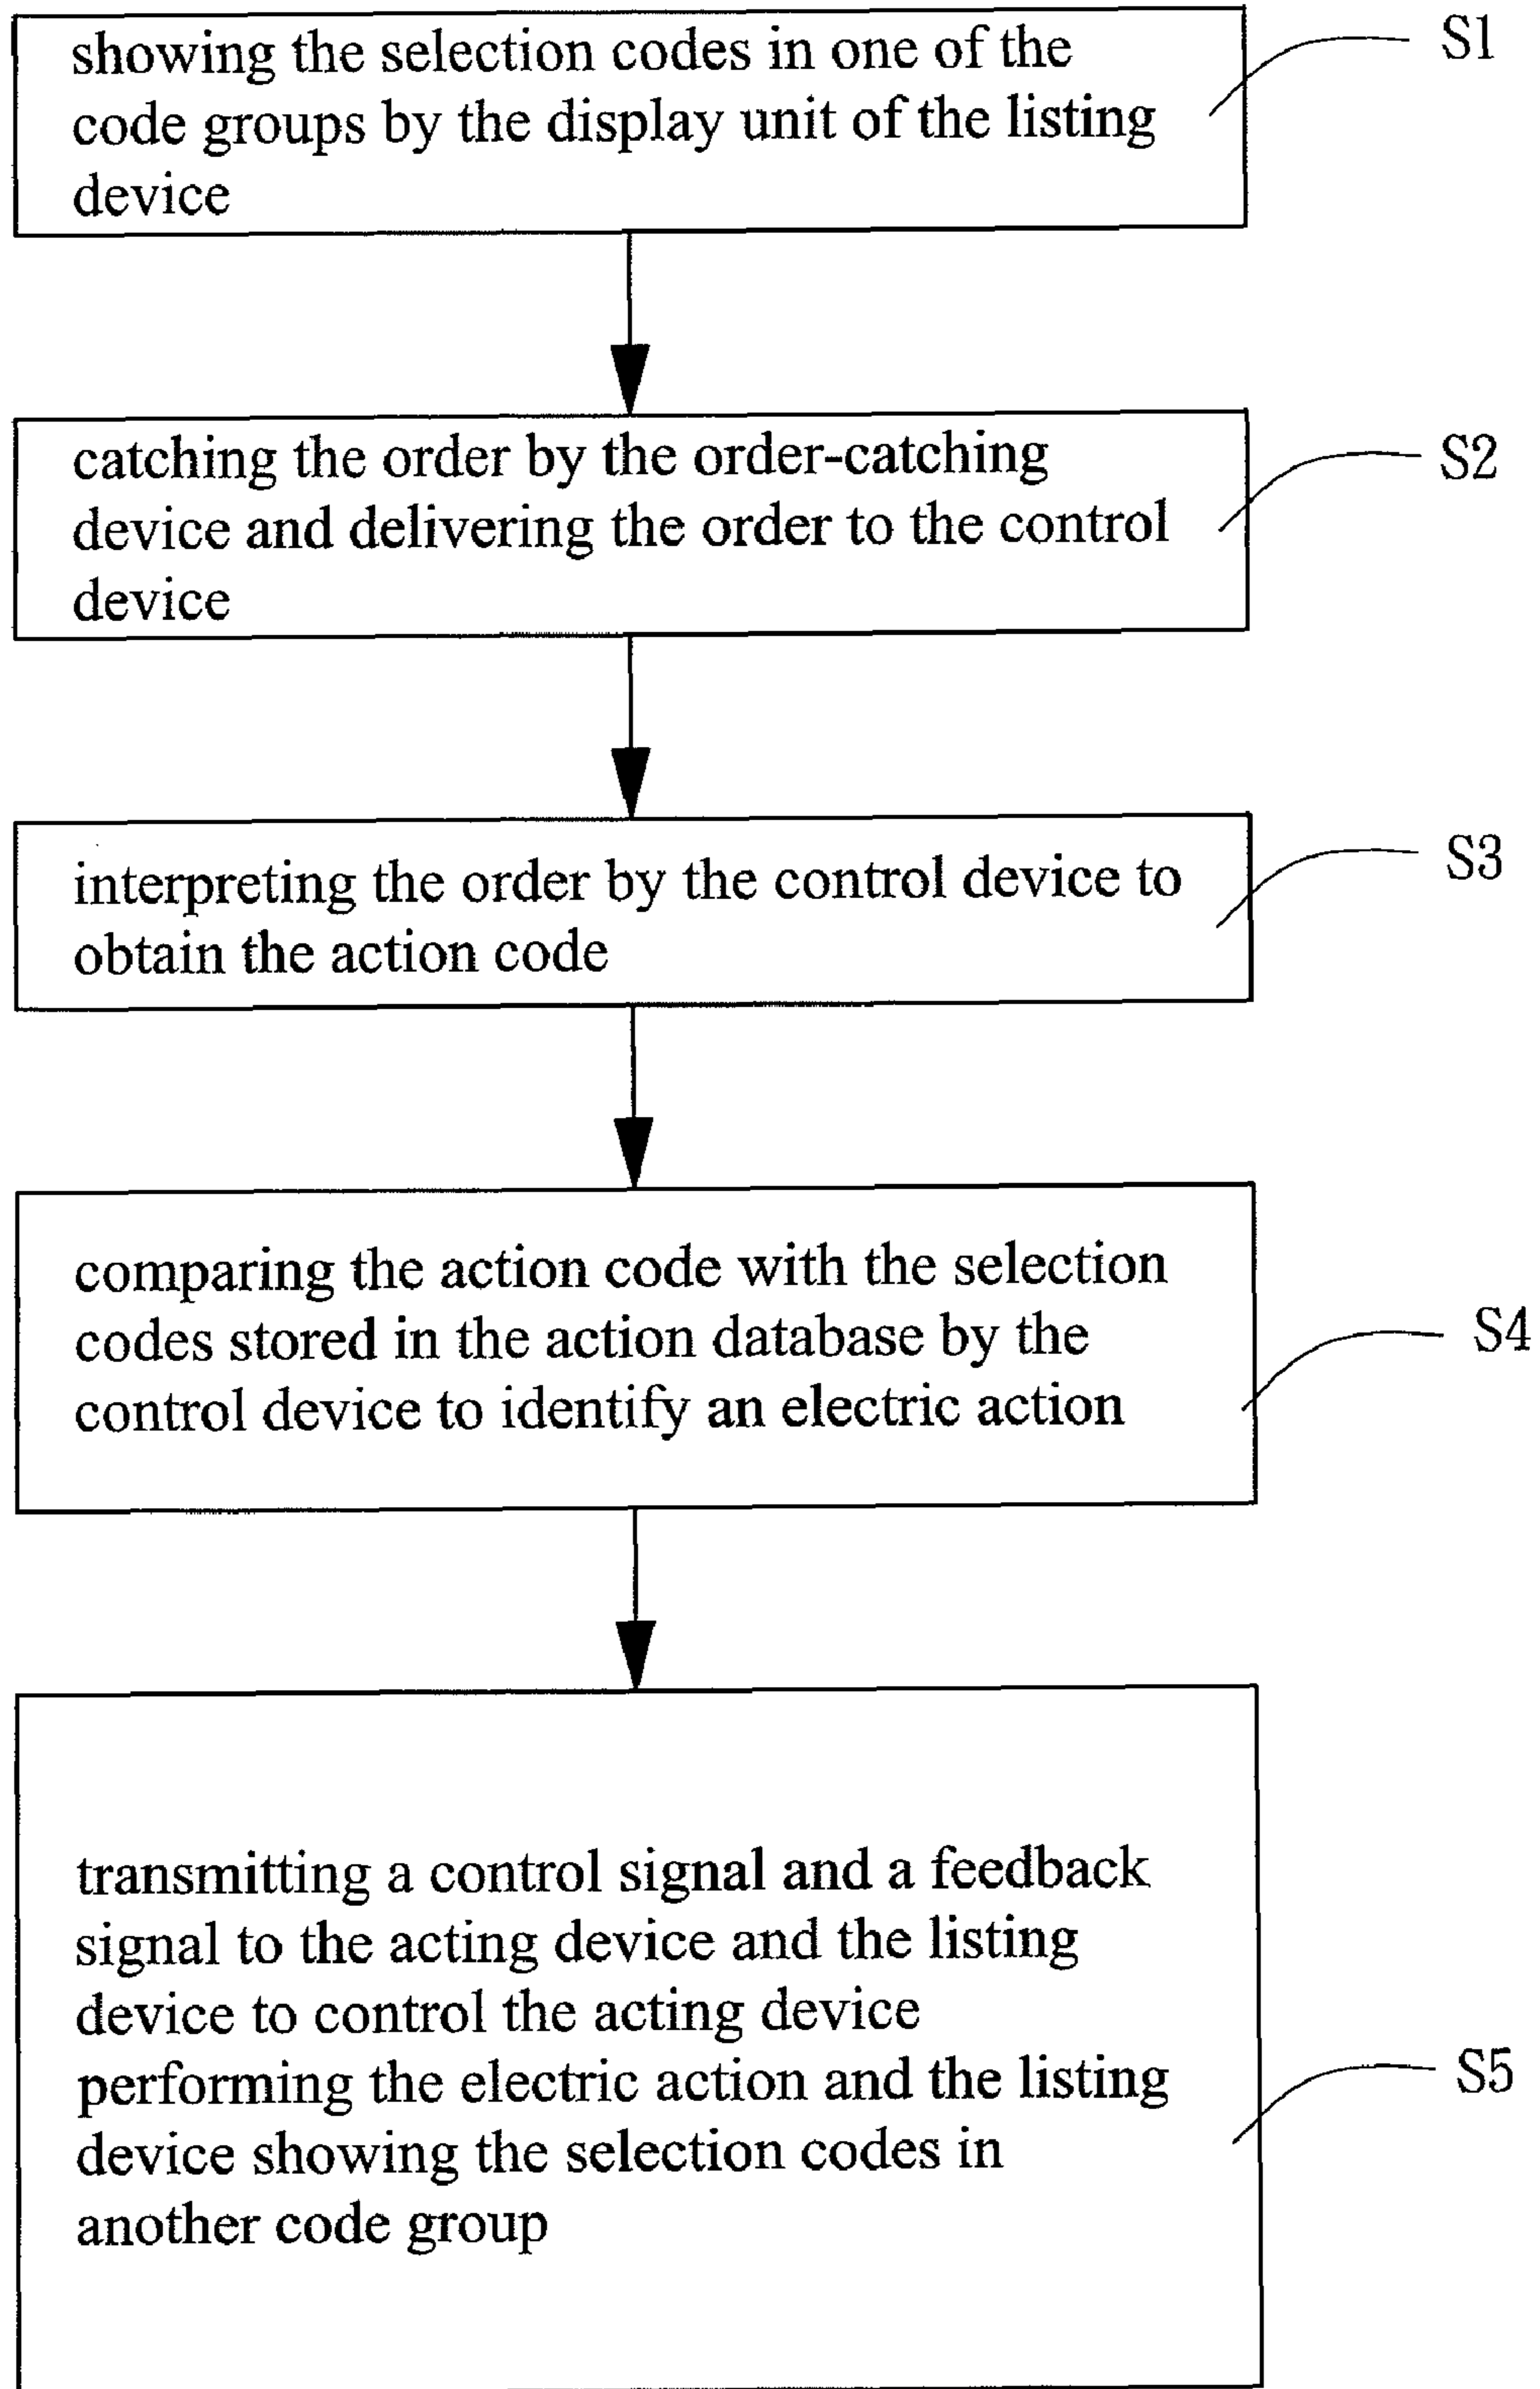 showing the selection codes in one of the
code groups by the display unit of the listing
device
S1
catching the order by the order-catching
device and delivering the order to the control
device
S2
interpreting the order by the control device to
obtain the action code
S3
comparing the action code with the selection
codes stored in the action database by the
control device to identify an electric action
S4
transmitting a control signal and a feedback
signal to the acting device and the listing
device to control the acting device
performing the electric action and the listing
device showing the selection codes in
another code group
S5